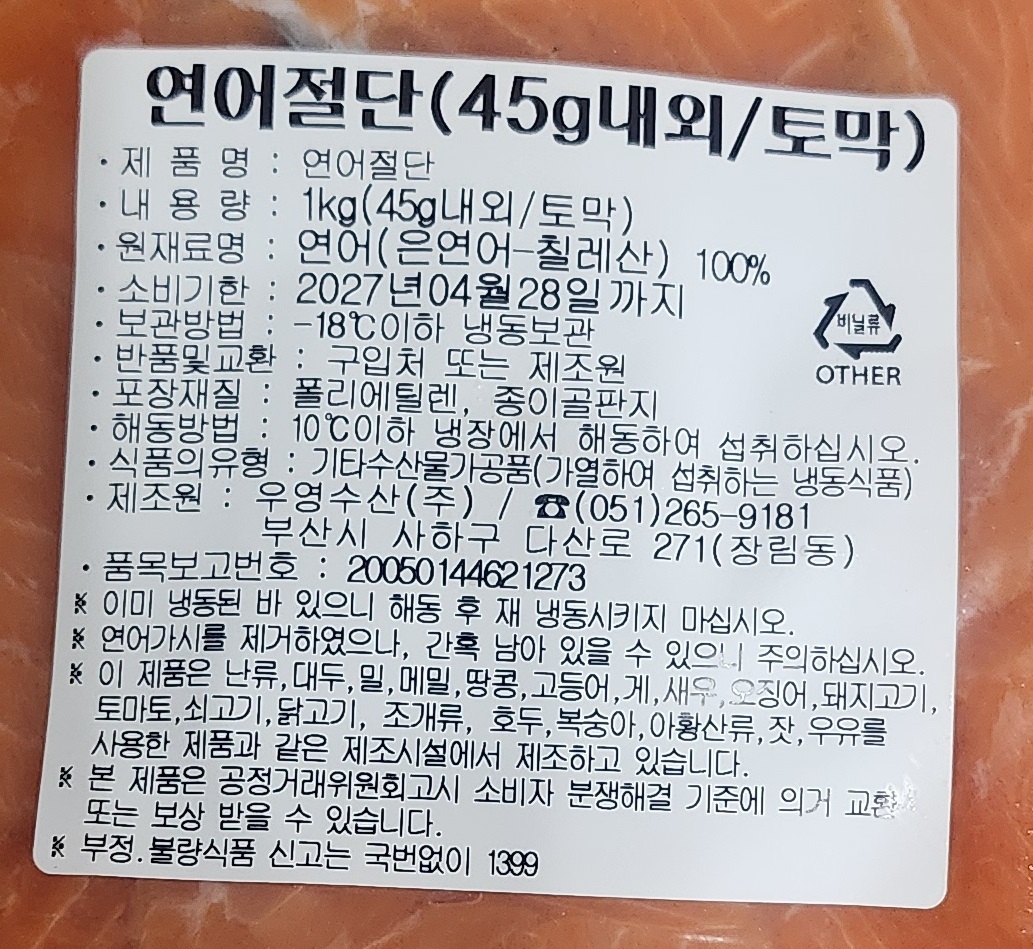 연어절단(45g내외/토막)
· 제 품 명 : 연어절단
· 내 용 량 : 1kg(45g내외/토막)
· 원재료명 : 연어(은연어-칠레산) 100%
· 소비기한 : 2027년04월28일까지
· 보관방법 : -18℃이하 냉동보관
비닐류
OTHER
· 반품및교환 : 구입처 또는 제조원
· 포장재질 : 폴리에틸렌, 종이골판지
· 해동방법 : 10℃이하 냉장에서 해동하여 섭취하십시오.
· 식품의유형 : 기타수산물가공품(가열하여 섭취하는 냉동식품)
· 제조원 : 우영수산(주) / ☎(051)265-9181
부산시 사하구 다산로 271(장림동)
· 품목보고번호 : 20050144621273
※ 이미 냉동된 바 있으니 해동 후 재 냉동시키지 마십시오.
※ 연어가시를 제거하였으나, 간혹 남아 있을 수 있으니 주의하십시오.
※ 이 제품은 난류,대두,밀,메밀,땅콩,고등어,게,새우,오징어,돼지고기,
토마토,쇠고기,닭고기, 조개류, 호두,복숭아,아황산류,잣,우유를
사용한 제품과 같은 제조시설에서 제조하고 있습니다.
※ 본 제품은 공정거래위원회고시 소비자 분쟁해결 기준에 의거 교환
또는 보상 받을 수 있습니다.
※ 부정.불량식품 신고는 국번없이 1399